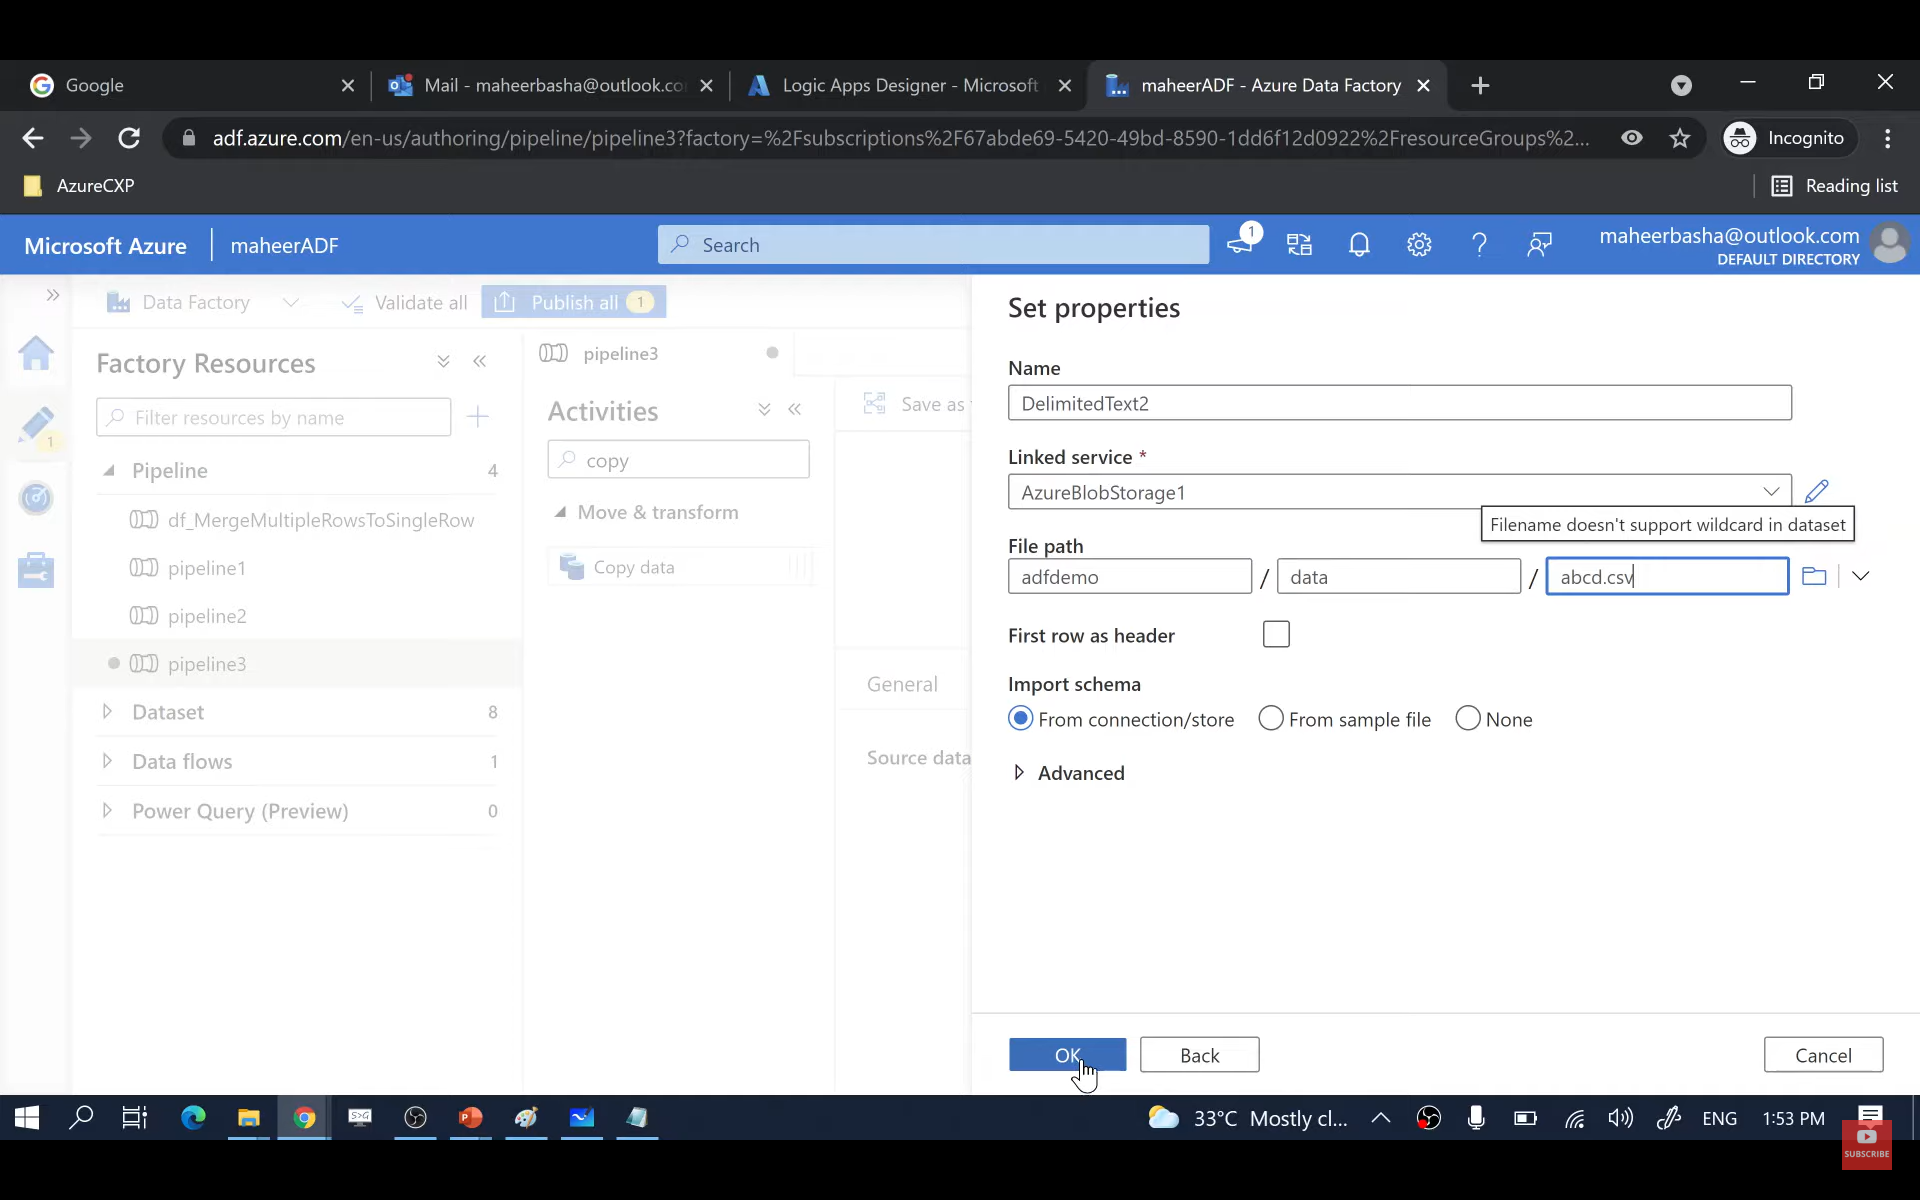 Google
Mail - maheerbasha@outlook.co
Logic Apps Designer - Microsoft
maheerADF - Azure Data Factory
adf.azure.com/en-us/authoring/pipeline/pipeline3?factory=%2Fsubscriptions%2F67abde69-5420-49bd-8590-1dd6f12d0922%2FresourceGroups%2...
Incognito
AzureCXP
Reading list
Microsoft Azure
maheerADF
Search
1
maheerbasha@outlook.com
DEFAULT DIRECTORY
Data Factory
Validate all
Publish all 1
Factory Resources
Filter resources by name
1
Pipeline 4
df_MergeMultipleRowsToSingleRow
pipeline1
pipeline2
pipeline3
Dataset 8
Data flows 1
Power Query (Preview) 0
pipeline3
Activities
copy
Move & transform
Copy data
Save as
General
Source data
Set properties
Name
DelimitedText2
Linked service *
AzureBlobStorage1
Filename doesn't support wildcard in dataset
File path
adfdemo / data / abcd.csv
First row as header
Import schema
From connection/store From sample file None
Advanced
OK Back Cancel
33°C Mostly cl...
ENG
1:53 PM
SUBSCRIBE